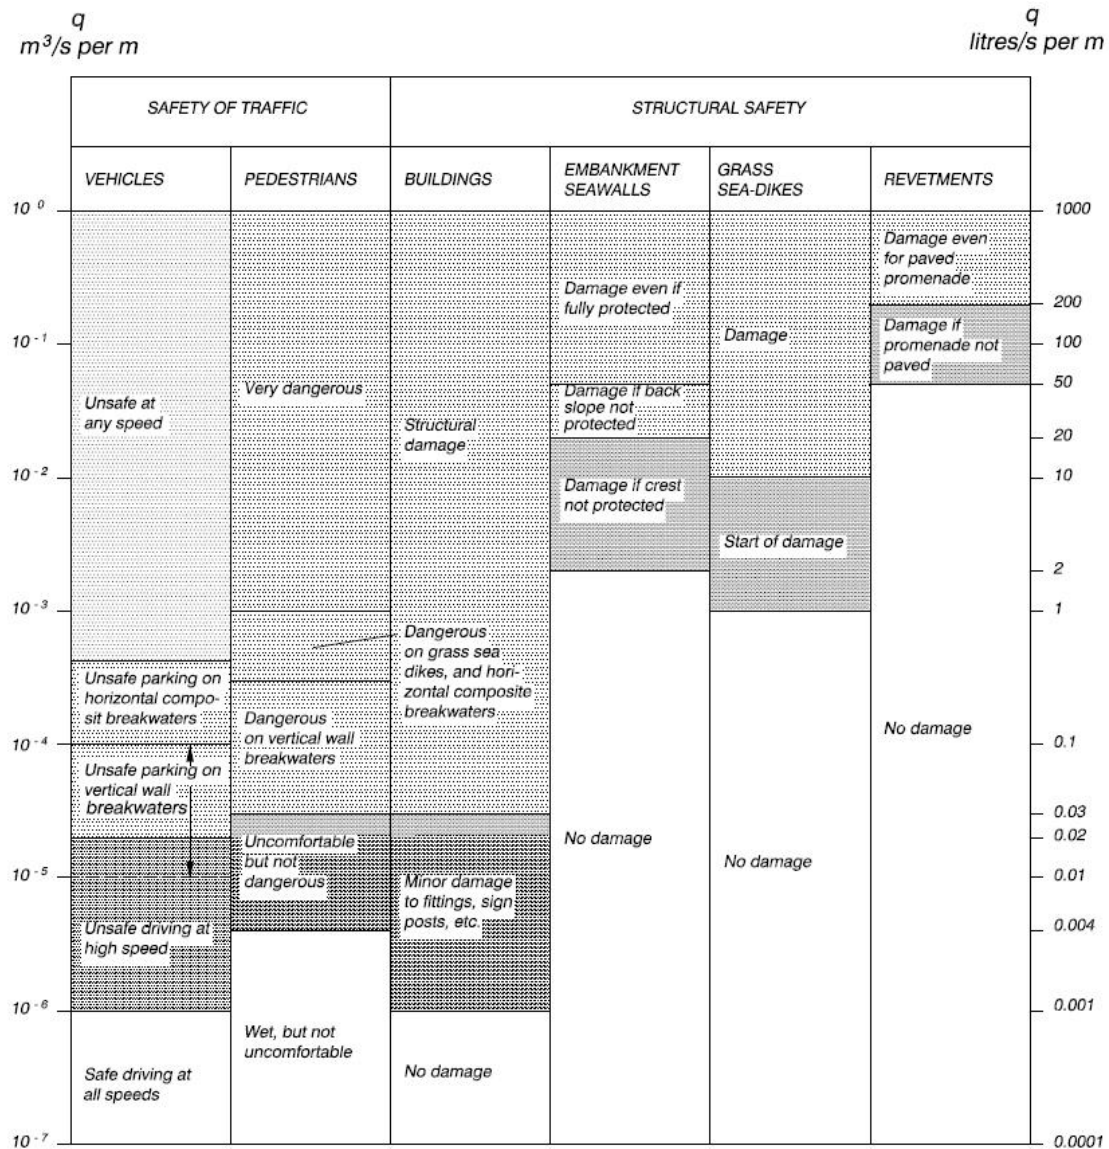 q
m³/s per m
q
litres/s per m
SAFETY OF TRAFFIC
STRUCTURAL SAFETY
VEHICLES
PEDESTRIANS
BUILDINGS
EMBANKMENT
SEAWALLS
GRASS
SEA-DIKES
REVETMENTS
10⁰
10⁻¹
10⁻²
10⁻³
10⁻⁴
10⁻⁵
10⁻⁶
10⁻⁷
Unsafe at
any speed
Unsafe parking on
horizontal compo-
sit breakwaters
Unsafe parking on
vertical wall
breakwaters
Unsafe driving at
high speed
Safe driving at
all speeds
Very dangerous
Dangerous
on grass sea
dikes, and hori-
zontal composite
breakwaters
Dangerous
on vertical wall
breakwaters
Uncomfortable
but not
dangerous
Wet, but not
uncomfortable
Structural
damage
Minor damage
to fittings, sign
posts, etc.
No damage
Damage even if
fully protected
Damage if back
slope not
protected
Damage if crest
not protected
No damage
Damage
Start of damage
No damage
Damage even
for paved
promenade
Damage if
promenade not
paved
No damage
1000
200
100
50
20
10
2
1
0.1
0.03
0.02
0.01
0.004
0.001
0.0001